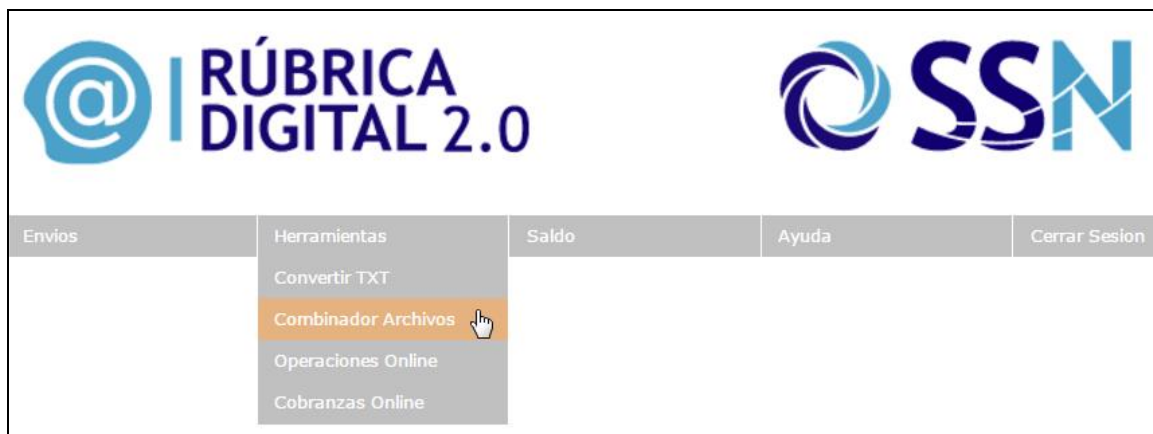 @ RÚBRICA
DIGITAL 2.0
SSN
Envios Herramientas Saldo Ayuda Cerrar Sesion
Convertir TXT
Combinador Archivos
Operaciones Online
Cobranzas Online